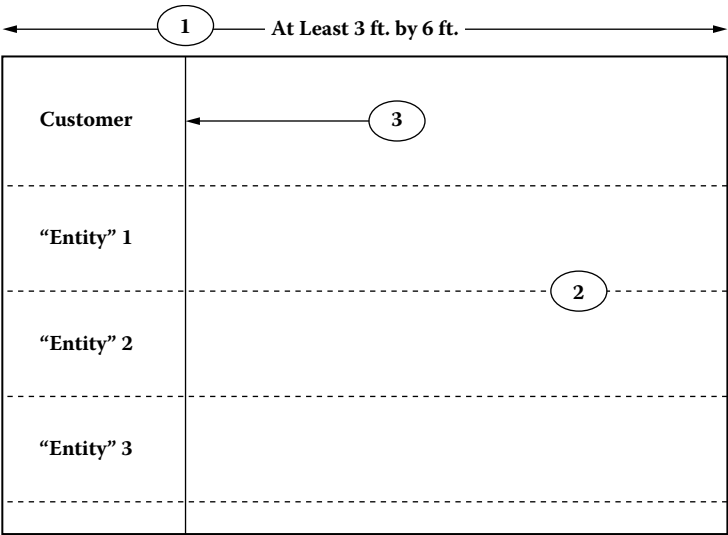 1
At Least 3 ft. by 6 ft.
Customer
3
“Entity” 1
2
“Entity” 2
“Entity” 3